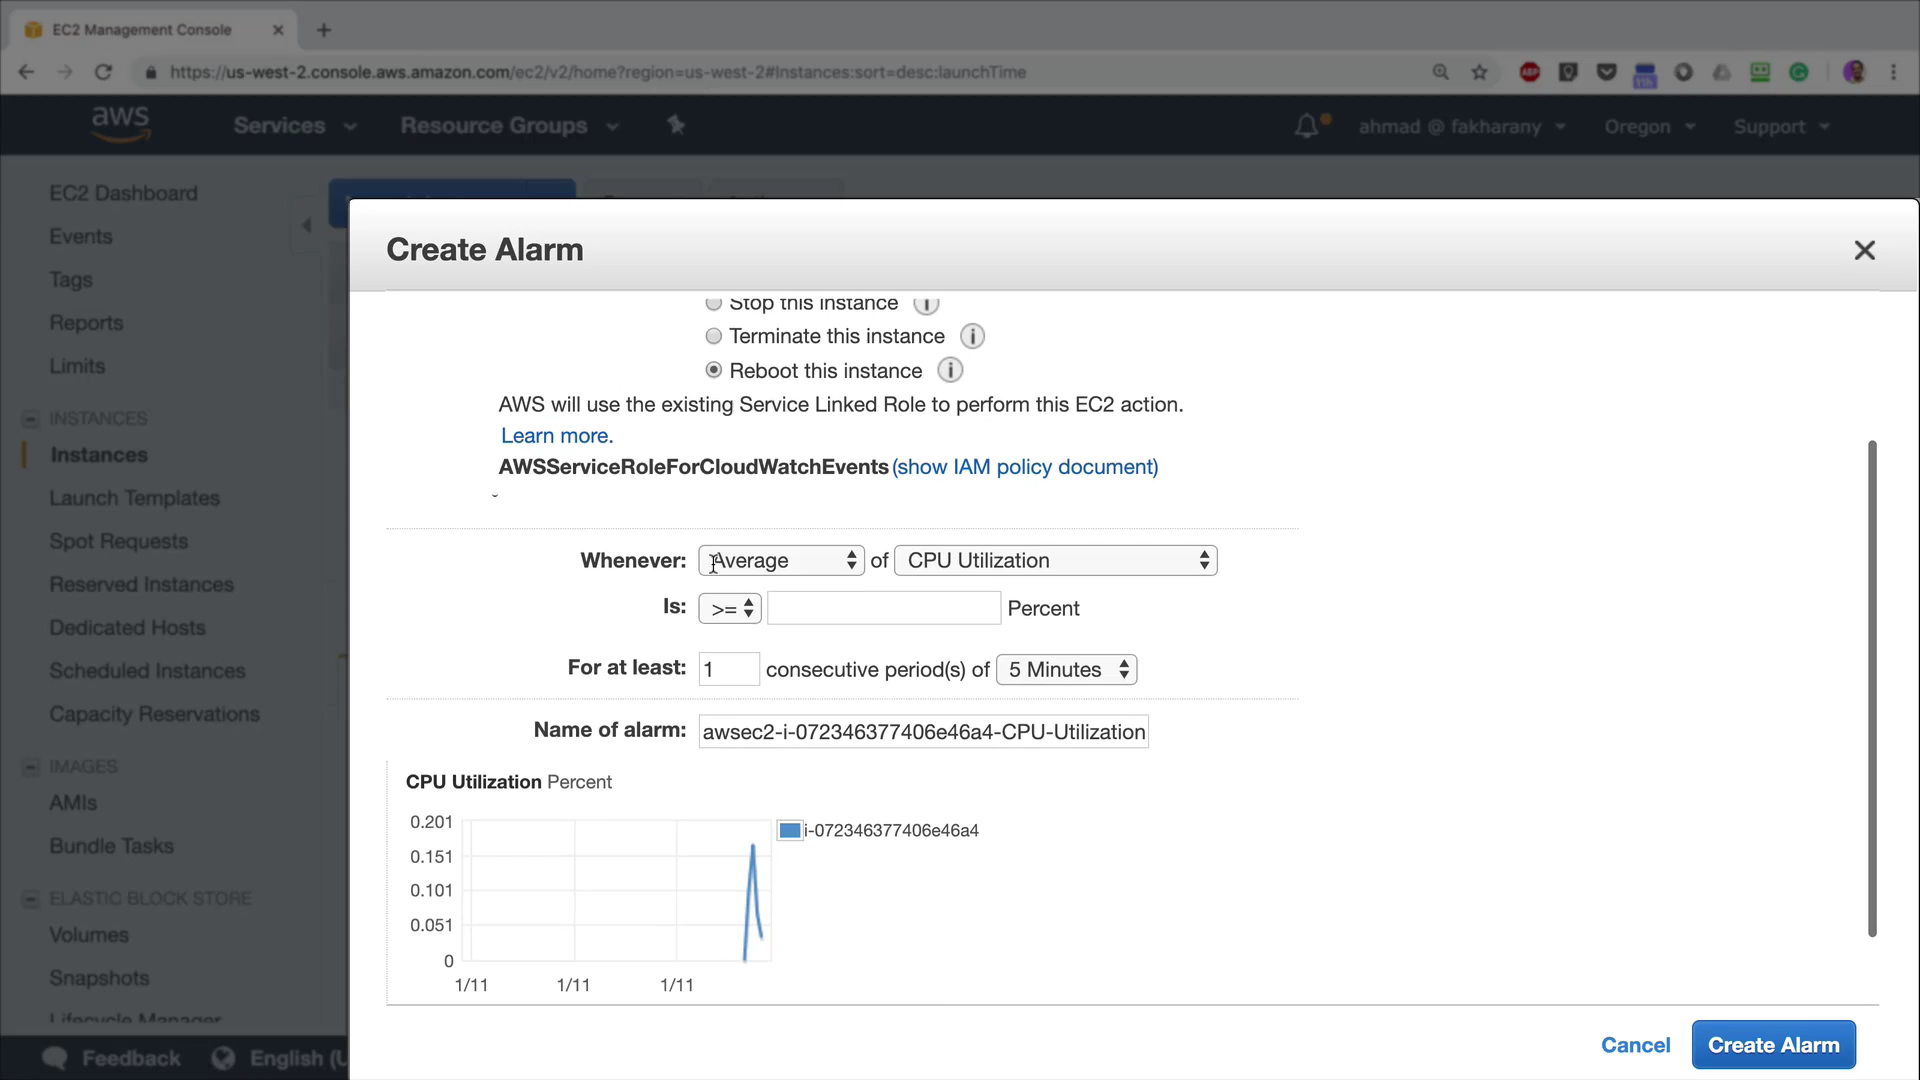 EC2 Management Console
https://us-west-2.console.aws.amazon.com/ec2/v2/home?region=us-west-2#Instances:sort=desc:launchTime
ABP
11h
aws
Services
Resource Groups
ahmad @ fakharany
Oregon
Support
EC2 Dashboard
Events
Tags
Reports
Limits
INSTANCES
Instances
Launch Templates
Spot Requests
Reserved Instances
Dedicated Hosts
Scheduled Instances
Capacity Reservations
IMAGES
AMIs
Bundle Tasks
ELASTIC BLOCK STORE
Volumes
Snapshots
Lifecycle Manager
Feedback
English (U
Create Alarm
Stop this instance
Terminate this instance
Reboot this instance
AWS will use the existing Service Linked Role to perform this EC2 action.
Learn more.
AWSServiceRoleForCloudWatchEvents (show IAM policy document)
Whenever: Average of CPU Utilization
Is: >= Percent
For at least: 1 consecutive period(s) of 5 Minutes
Name of alarm: awsec2-i-072346377406e46a4-CPU-Utilization
CPU Utilization Percent
0.201
0.151
0.101
0.051
0
1/11 1/11 1/11
i-072346377406e46a4
Cancel
Create Alarm